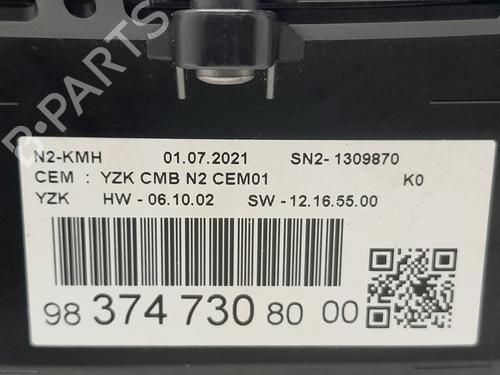 B-PARTS
N2-KMH 01.07.2021 SN2- 1309870
CEM : YZK CMB N2 CEM01 K0
YZK HW - 06.10.02 SW - 12.16.55.00
98 374 730 80 00